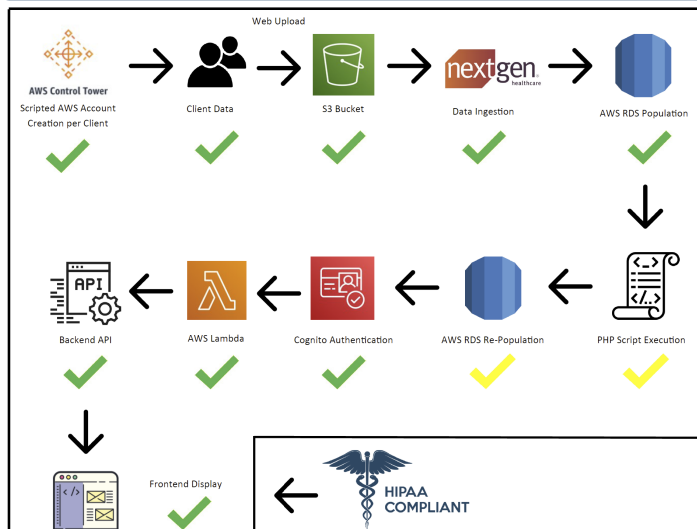 Web Upload
nextgen
healthcare
AWS Control Tower
Scripted AWS Account
Creation per Client
Client Data
S3 Bucket
Data Ingestion
AWS RDS Population
API
<_>
</.>
Backend API
AWS Lambda
Cognito Authentication
AWS RDS Re-Population
PHP Script Execution
</>
Frontend Display
HIPAA
COMPLIANT